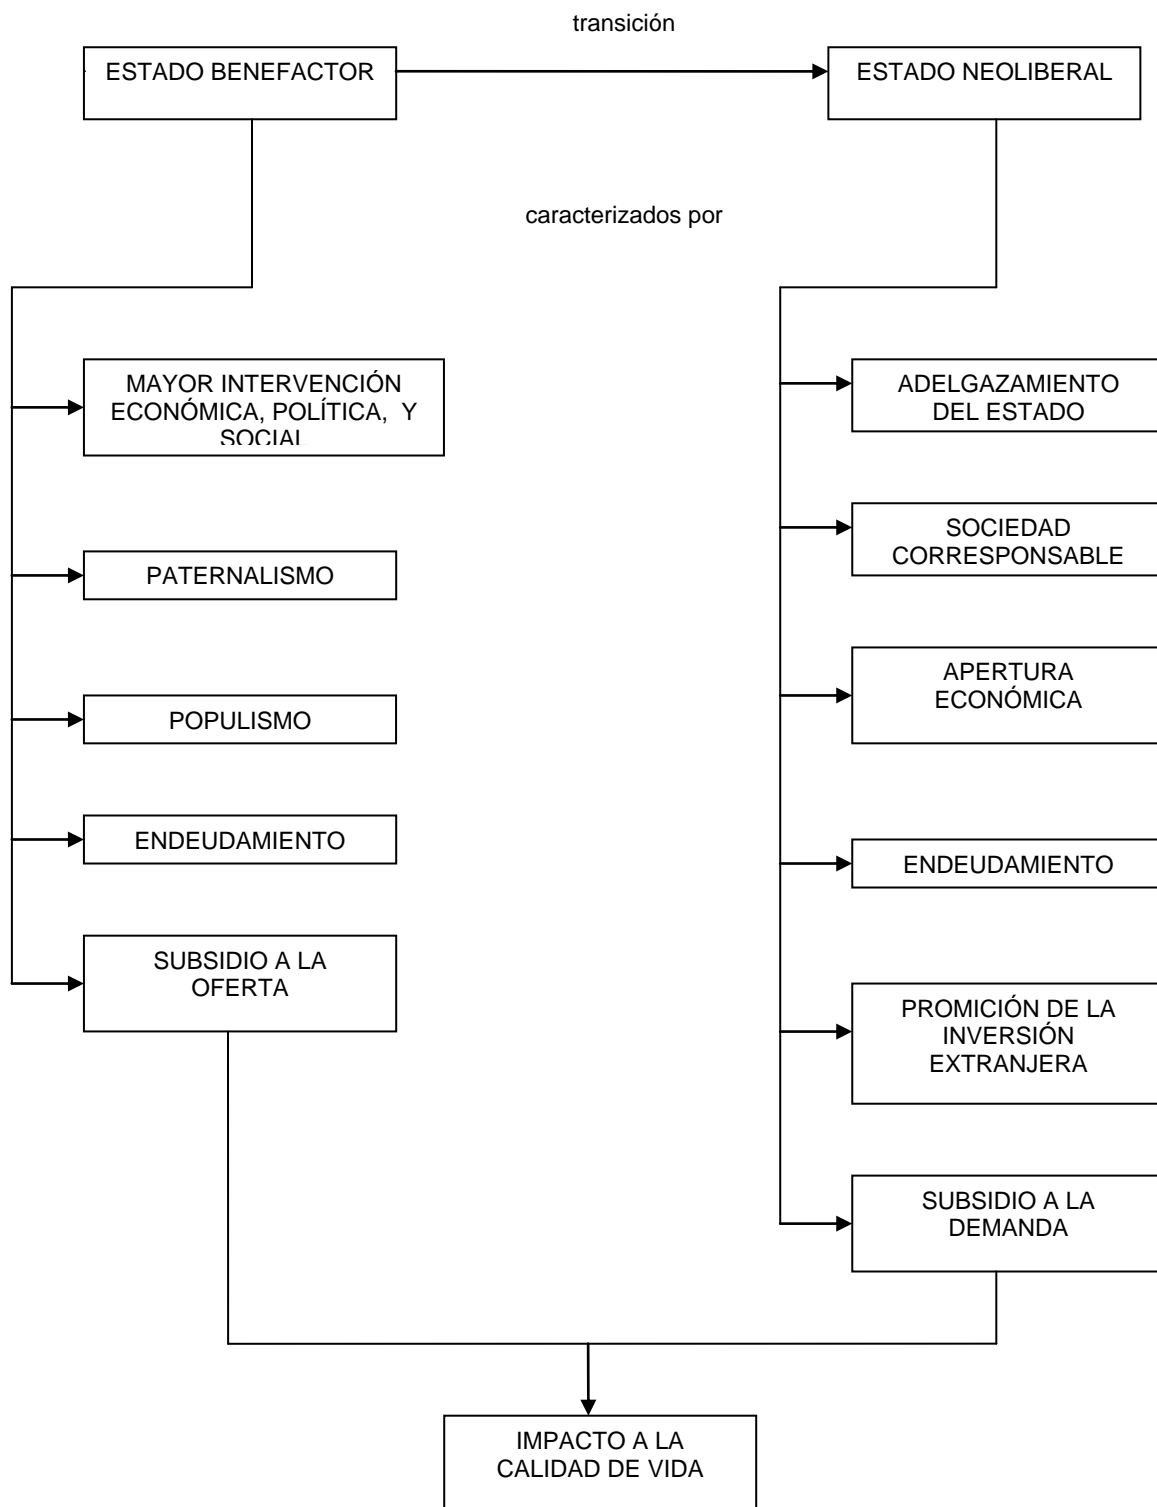 transición
ESTADO BENEFACTOR
ESTADO NEOLIBERAL
caracterizados por
MAYOR INTERVENCIÓN
ECONÓMICA, POLÍTICA, Y
SOCIAL
PATERNALISMO
POPULISMO
ENDEUDAMIENTO
SUBSIDIO A LA
OFERTA
ADELGAZAMIENTO
DEL ESTADO
SOCIEDAD
CORRESPONSABLE
APERTURA
ECONÓMICA
ENDEUDAMIENTO
PROMICIÓN DE LA
INVERSIÓN
EXTRANJERA
SUBSIDIO A LA
DEMANDA
IMPACTO A LA
CALIDAD DE VIDA